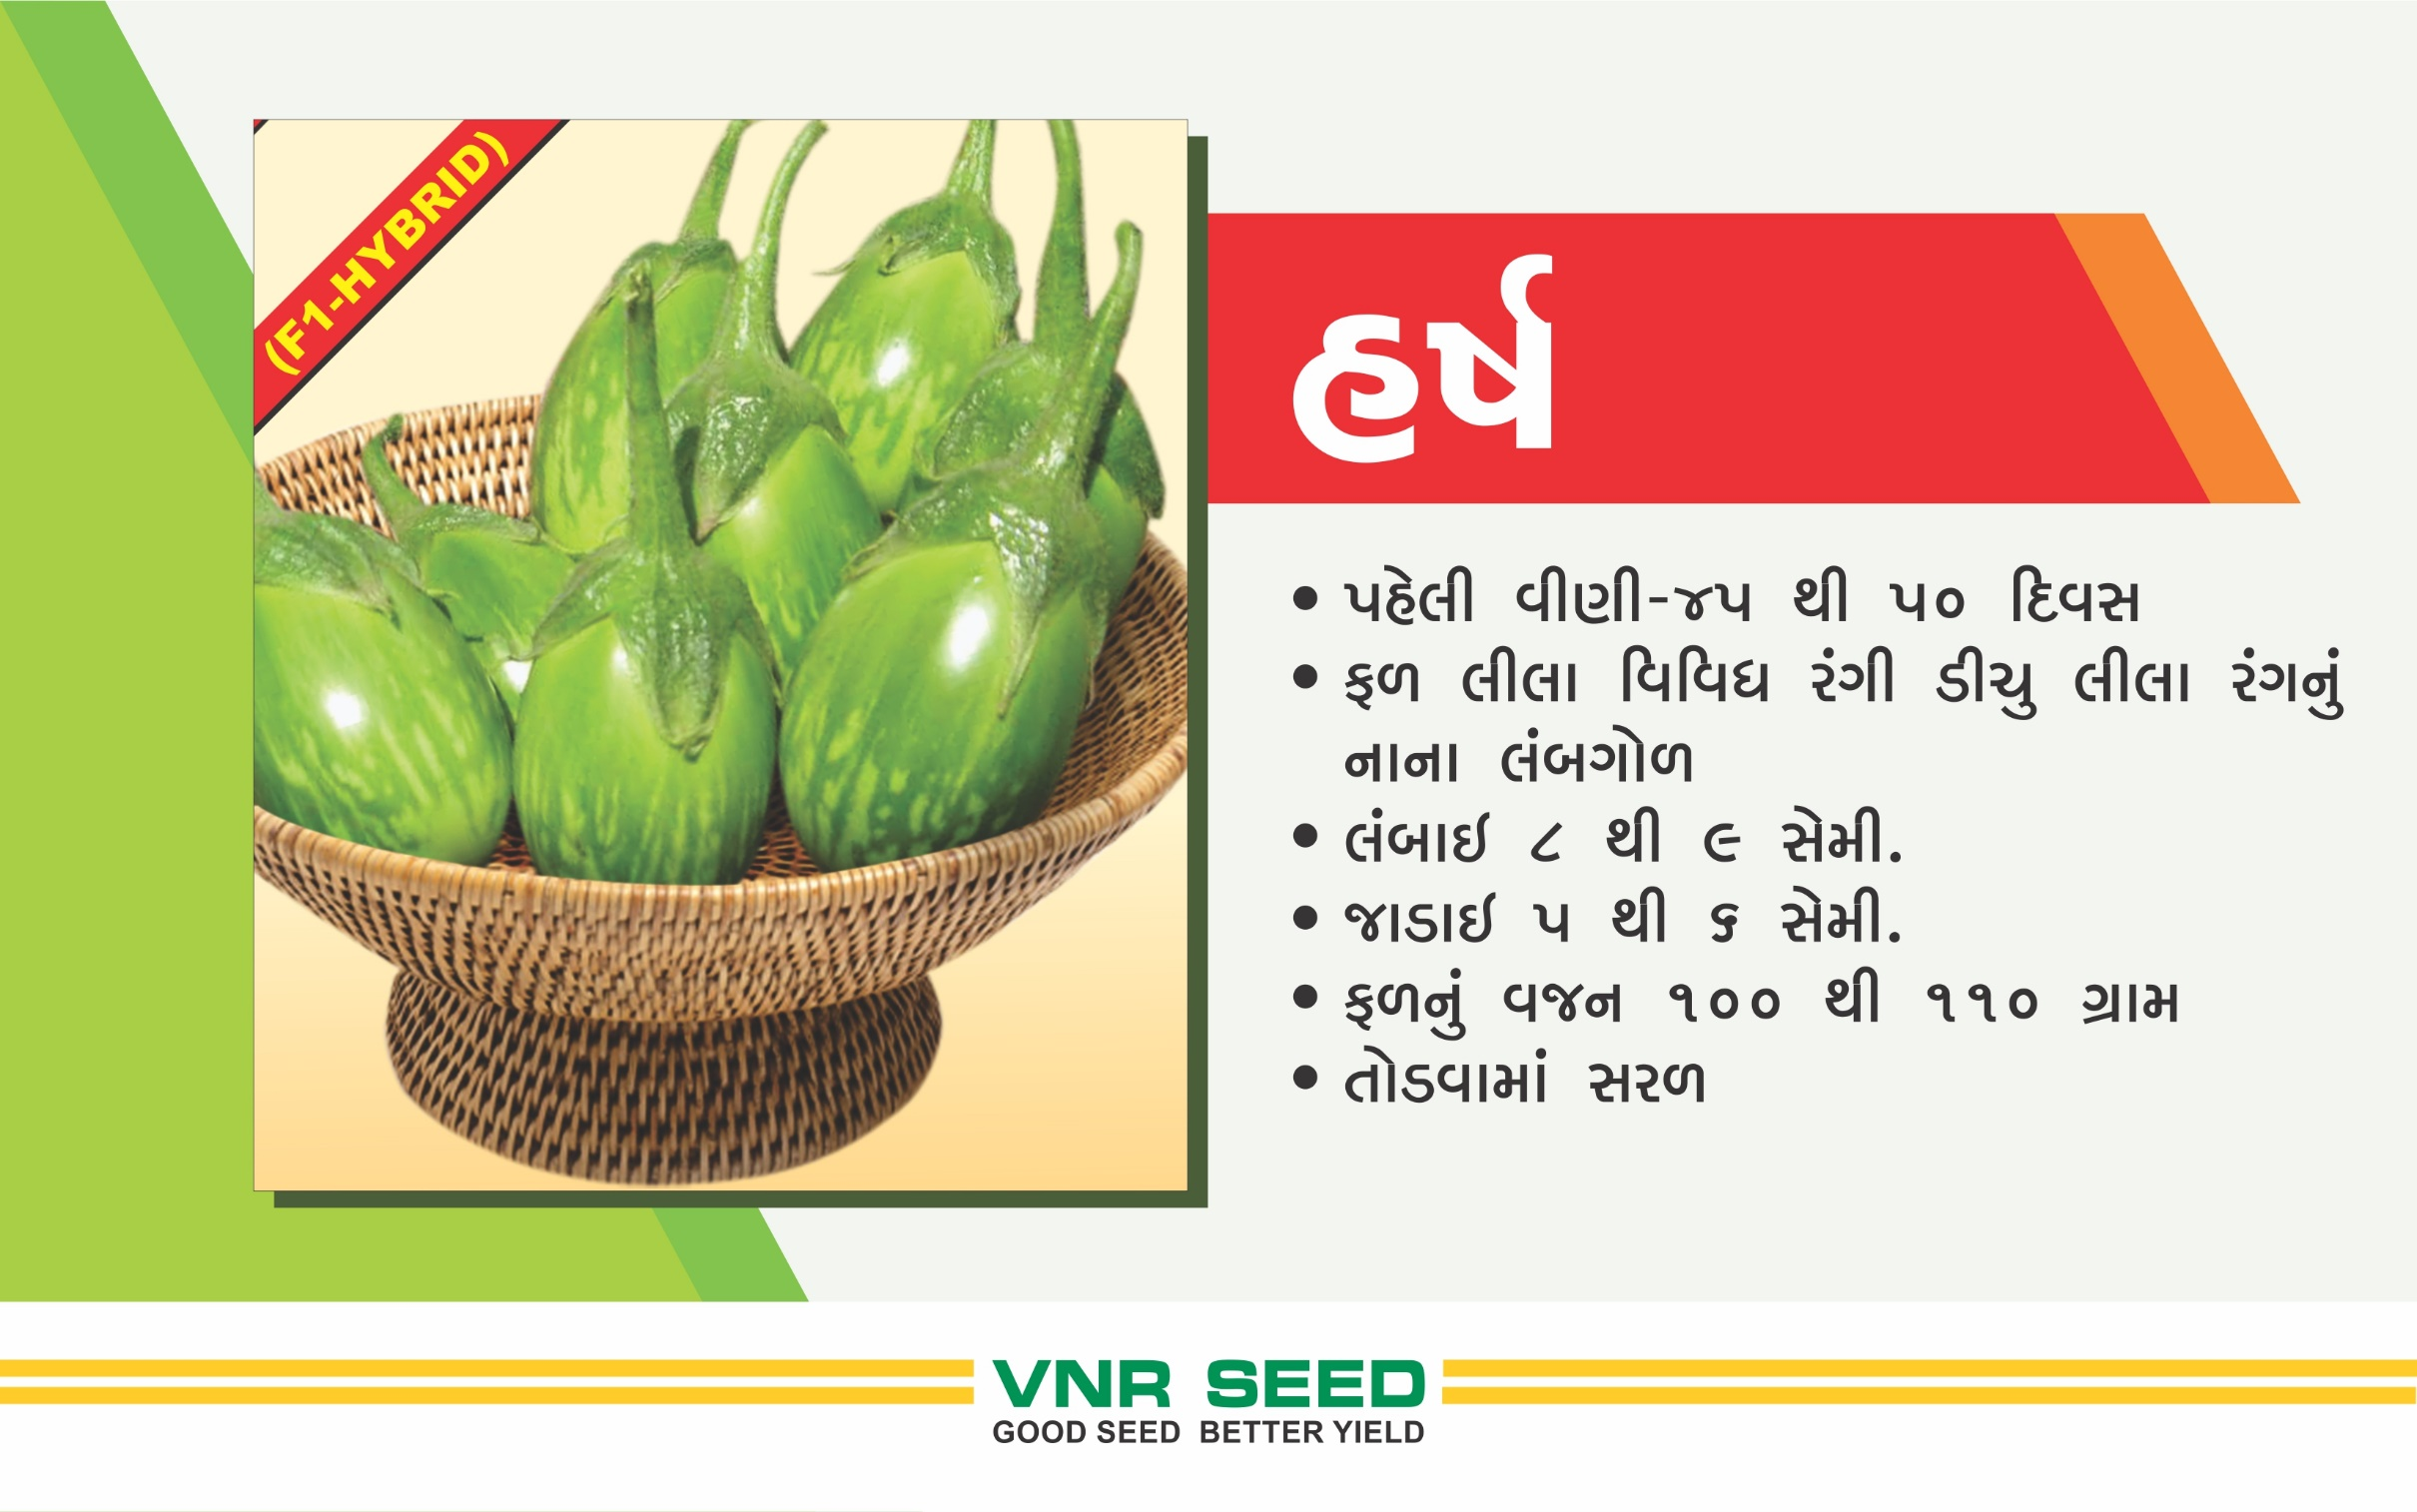 (F1-HYBRID)
હર્ષ
• પહેલી વીણી-૪૫ થી ૫૦ દિવસ
• ફળ લીલા વિવિધ રંગી ડીચુ લીલા રંગનું
નાના લંબગોળ
• લંબાઈ ૮ થી ૯ સેમી.
• જાડાઈ ૫ થી ૬ સેમી.
• ફળનું વજન ૧૦૦ થી ૧૧૦ ગ્રામ
• તોડવામાં સરળ
VNR SEED
GOOD SEED BETTER YIELD